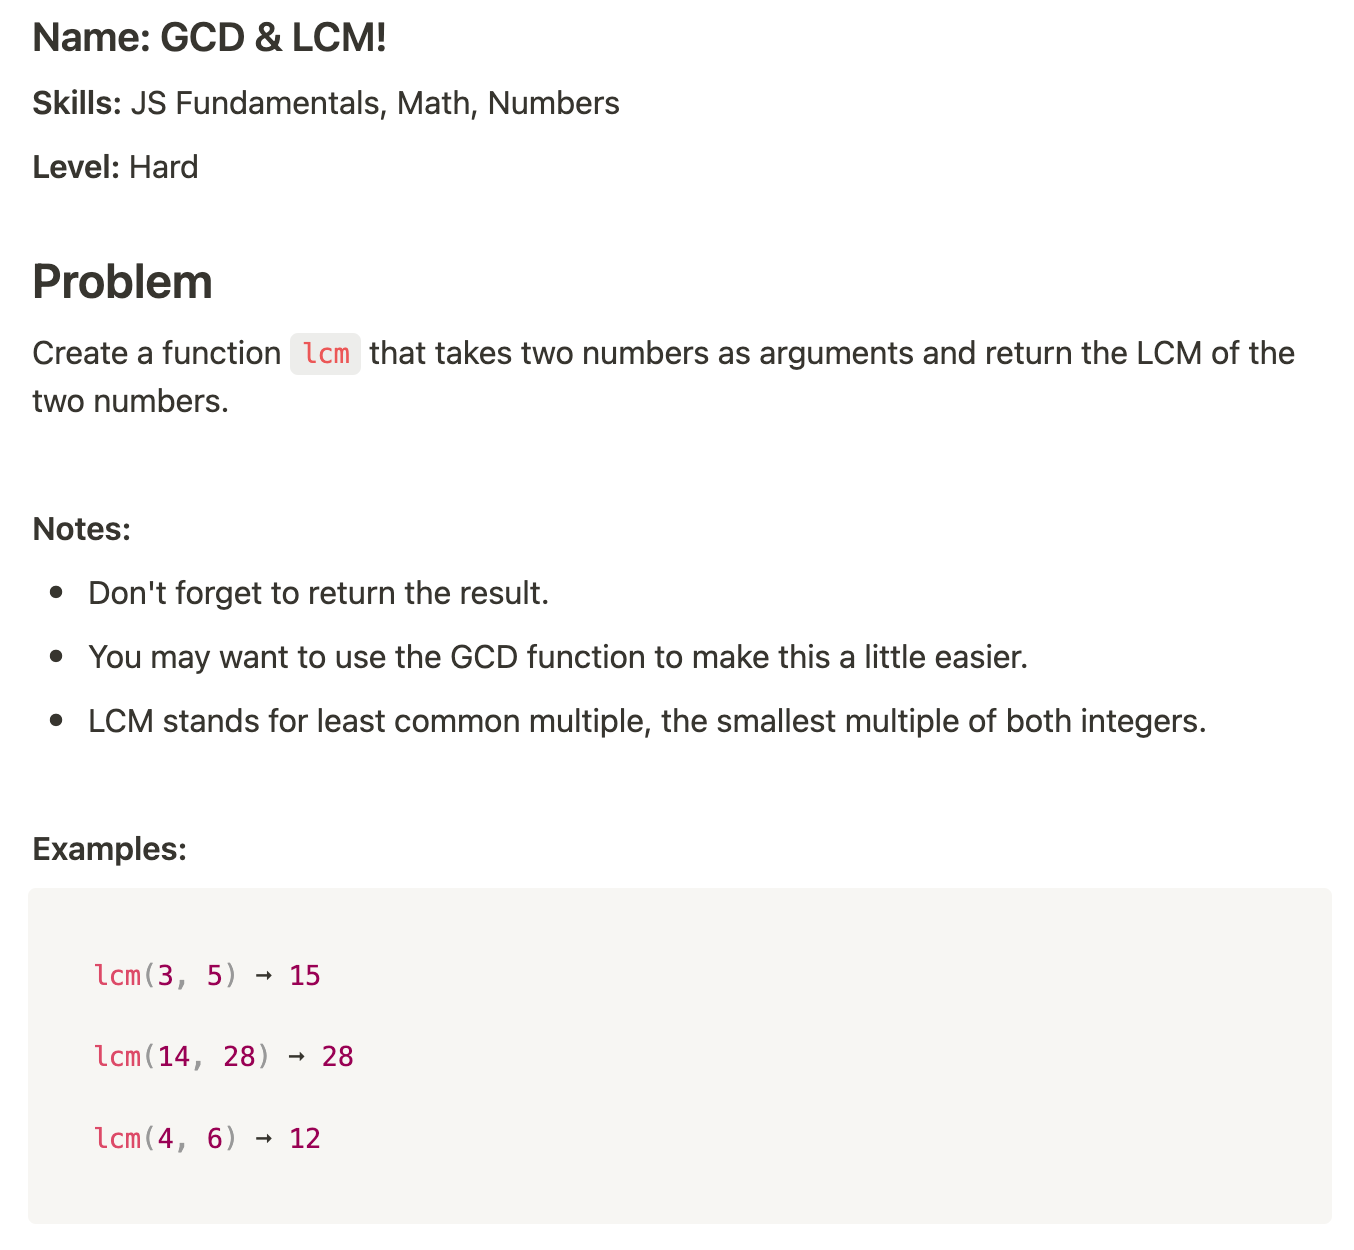 Name: GCD & LCM!
Skills: JS Fundamentals, Math, Numbers
Level: Hard
Problem
Create a function lcm that takes two numbers as arguments and return the LCM of the
two numbers.
Notes:
• Don't forget to return the result.
• You may want to use the GCD function to make this a little easier.
• LCM stands for least common multiple, the smallest multiple of both integers.
Examples:
lcm(3, 5) → 15
lcm(14, 28) → 28
lcm(4, 6) → 12